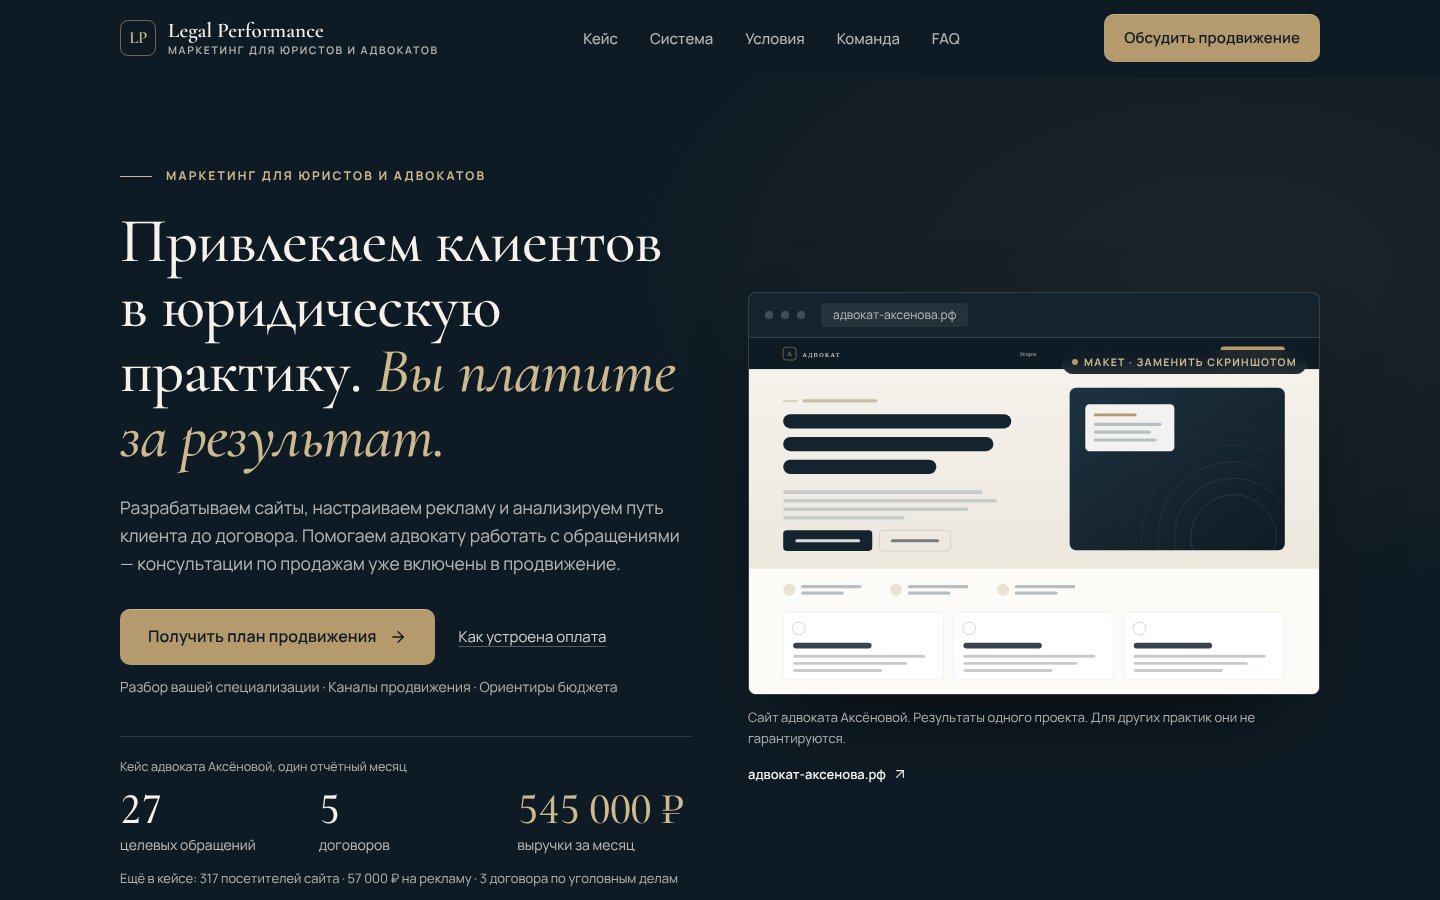 LP
Legal Performance
МАРКЕТИНГ ДЛЯ ЮРИСТОВ И АДВОКАТОВ
Кейс
Система
Условия
Команда
FAQ
Обсудить продвижение
МАРКЕТИНГ ДЛЯ ЮРИСТОВ И АДВОКАТОВ
Привлекаем клиентов
в юридическую
практику. Вы платите
за результат.
Разрабатываем сайты, настраиваем рекламу и анализируем путь
клиента до договора. Помогаем адвокату работать с обращениями
— консультации по продажам уже включены в продвижение.
Получить план продвижения →
Как устроена оплата
Разбор вашей специализации · Каналы продвижения · Ориентиры бюджета
Кейс адвоката Аксёновой, один отчётный месяц
27
целевых обращений
5
договоров
545 000 ₽
выручки за месяц
Ещё в кейсе: 317 посетителей сайта · 57 000 ₽ на рекламу · 3 договора по уголовным делам
адвокат-аксенова.рф
А
АДВОКАТ
Услуги
МАКЕТ · ЗАМЕНИТЬ СКРИНШОТОМ
Сайт адвоката Аксёновой. Результаты одного проекта. Для других практик они не
гарантируются.
адвокат-аксенова.рф